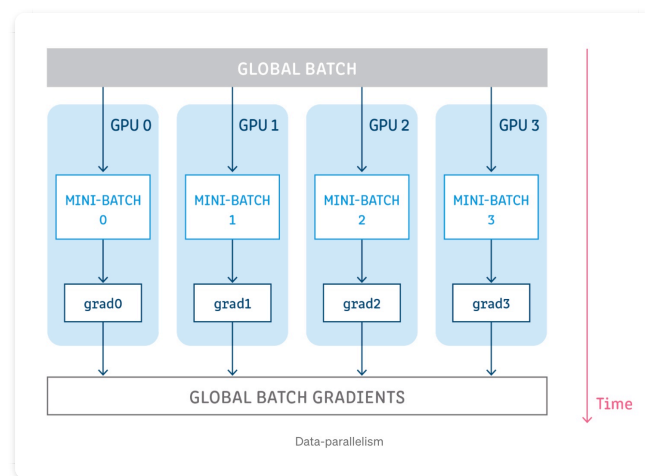 GLOBAL BATCH
GPU 0
GPU 1
GPU 2
GPU 3
MINI-BATCH
0
MINI-BATCH
1
MINI-BATCH
2
MINI-BATCH
3
grad0
grad1
grad2
grad3
GLOBAL BATCH GRADIENTS
Time
Data-parallelism